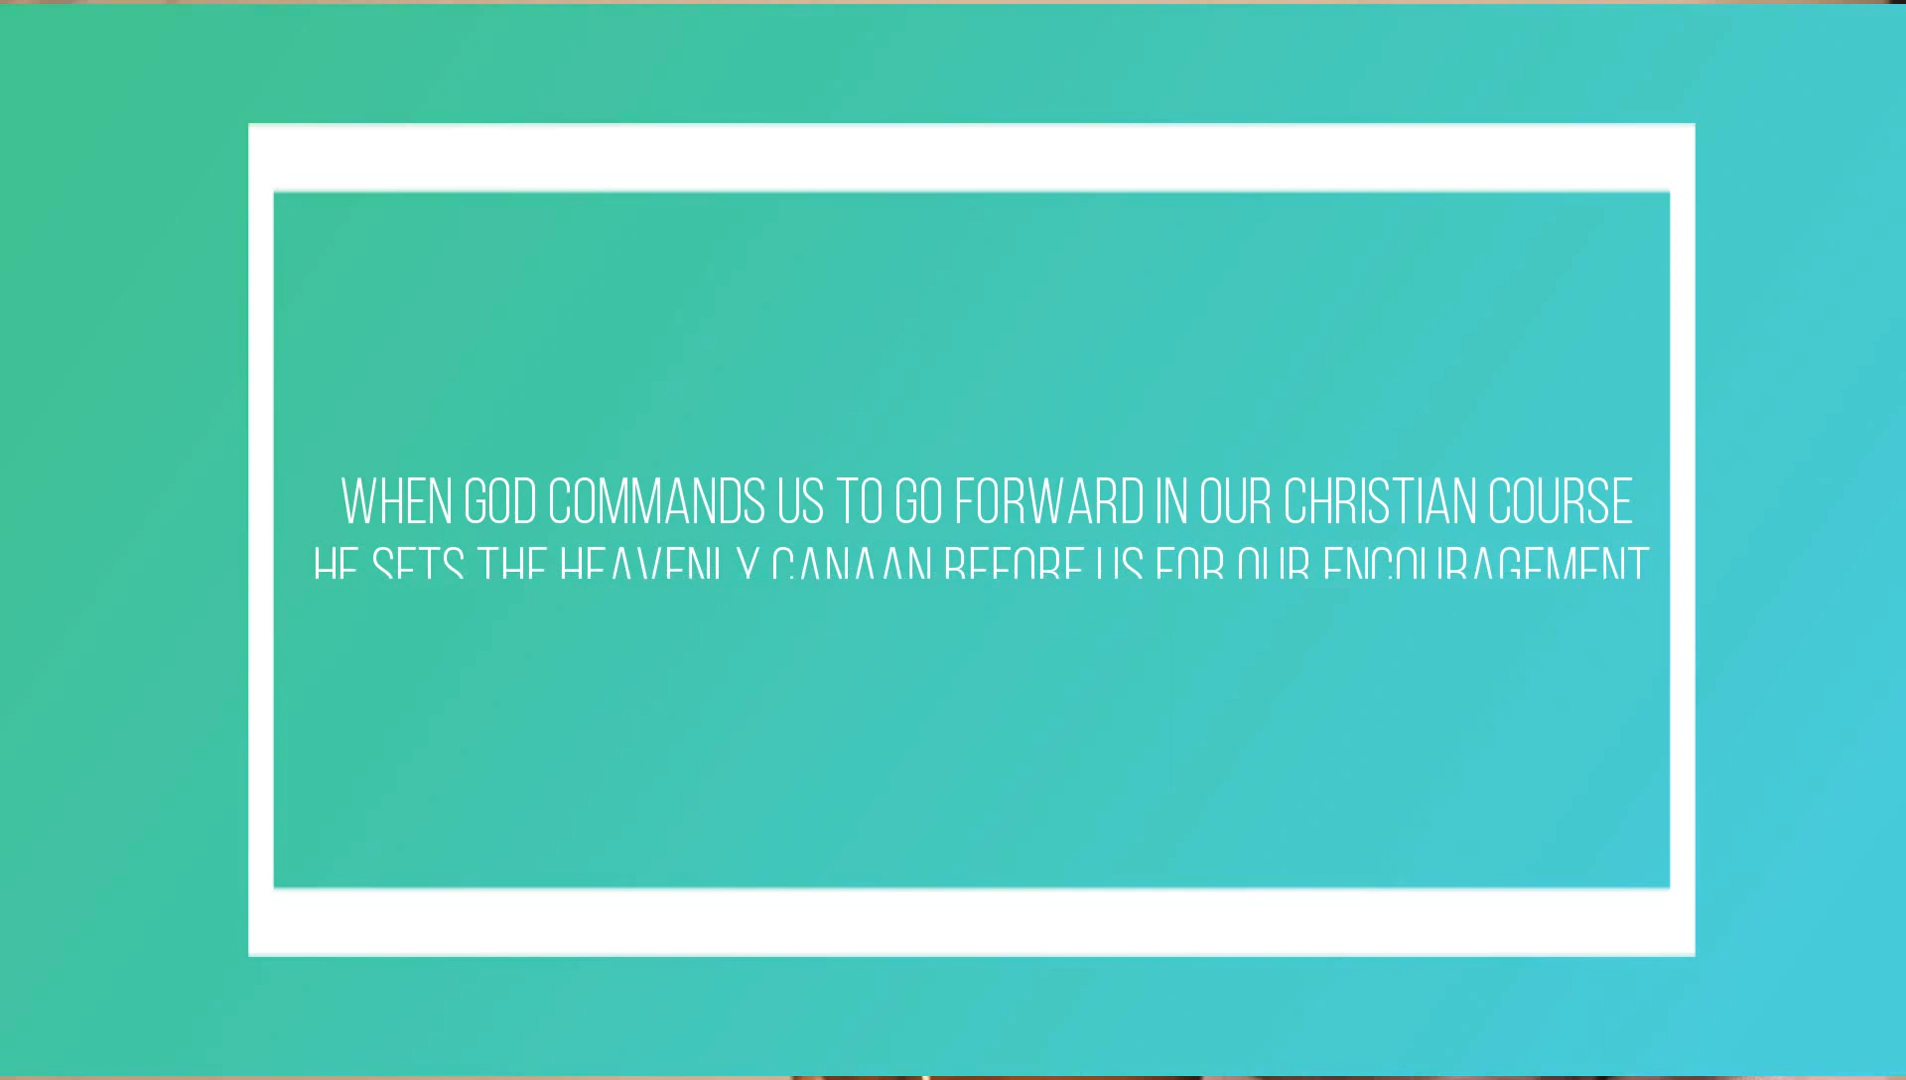 WHEN GOD COMMANDS US TO GO FORWARD IN OUR CHRISTIAN COURSE
HE SETS THE HEAVENLY CANAAN BEFORE US FOR OUR ENCOURAGEMENT